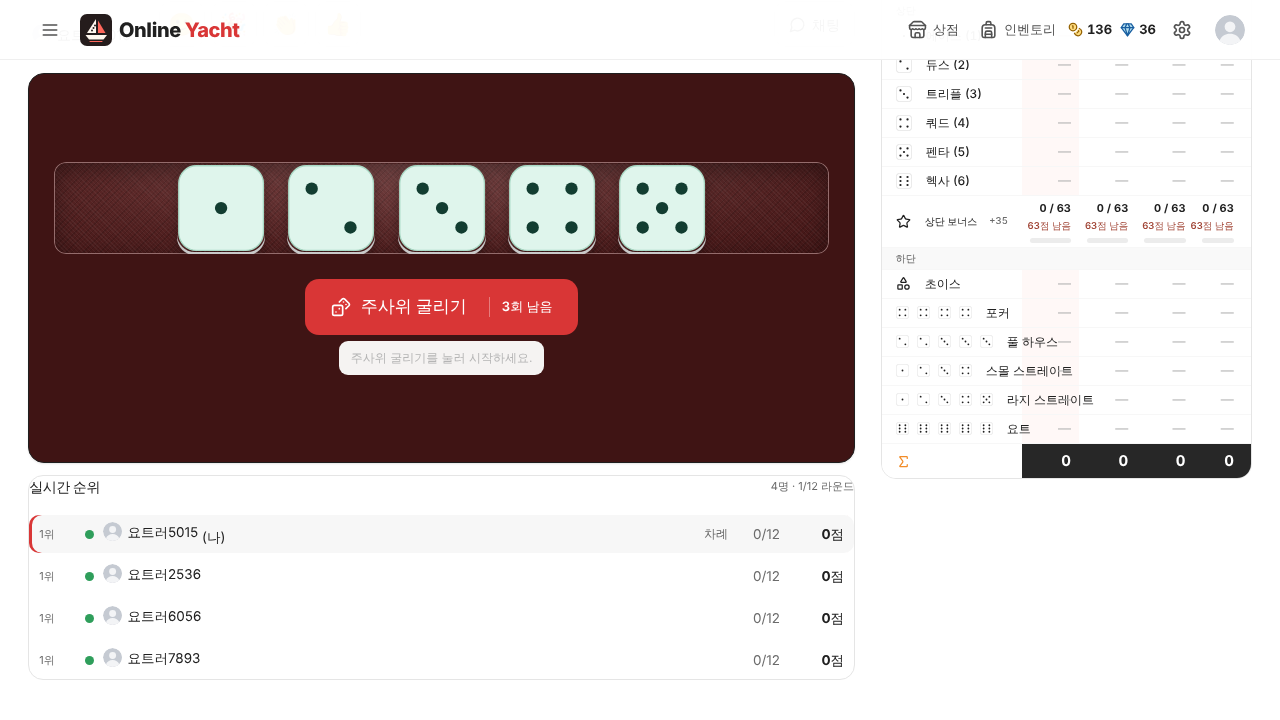 Online Yacht
채팅
상점
인벤토리
136
36
주사위 굴리기
3회 남음
주사위 굴리기를 눌러 시작하세요.
실시간 순위
4명 · 1/12 라운드
1위 요트러5015 (나) 차례 0/12 0점
1위 요트러2536 0/12 0점
1위 요트러6056 0/12 0점
1위 요트러7893 0/12 0점
듀스 (2) — — — —
트리플 (3) — — — —
쿼드 (4) — — — —
펜타 (5) — — — —
헥사 (6) — — — —
상단 보너스 +35 0 / 63 0 / 63 0 / 63 0 / 63
63점 남음 63점 남음 63점 남음 63점 남음
하단
초이스 — — — —
포커 — — — —
풀 하우스 — — — —
스몰 스트레이트 — — —
라지 스트레이트 — — —
요트 — — — —
Σ 0 0 0 0